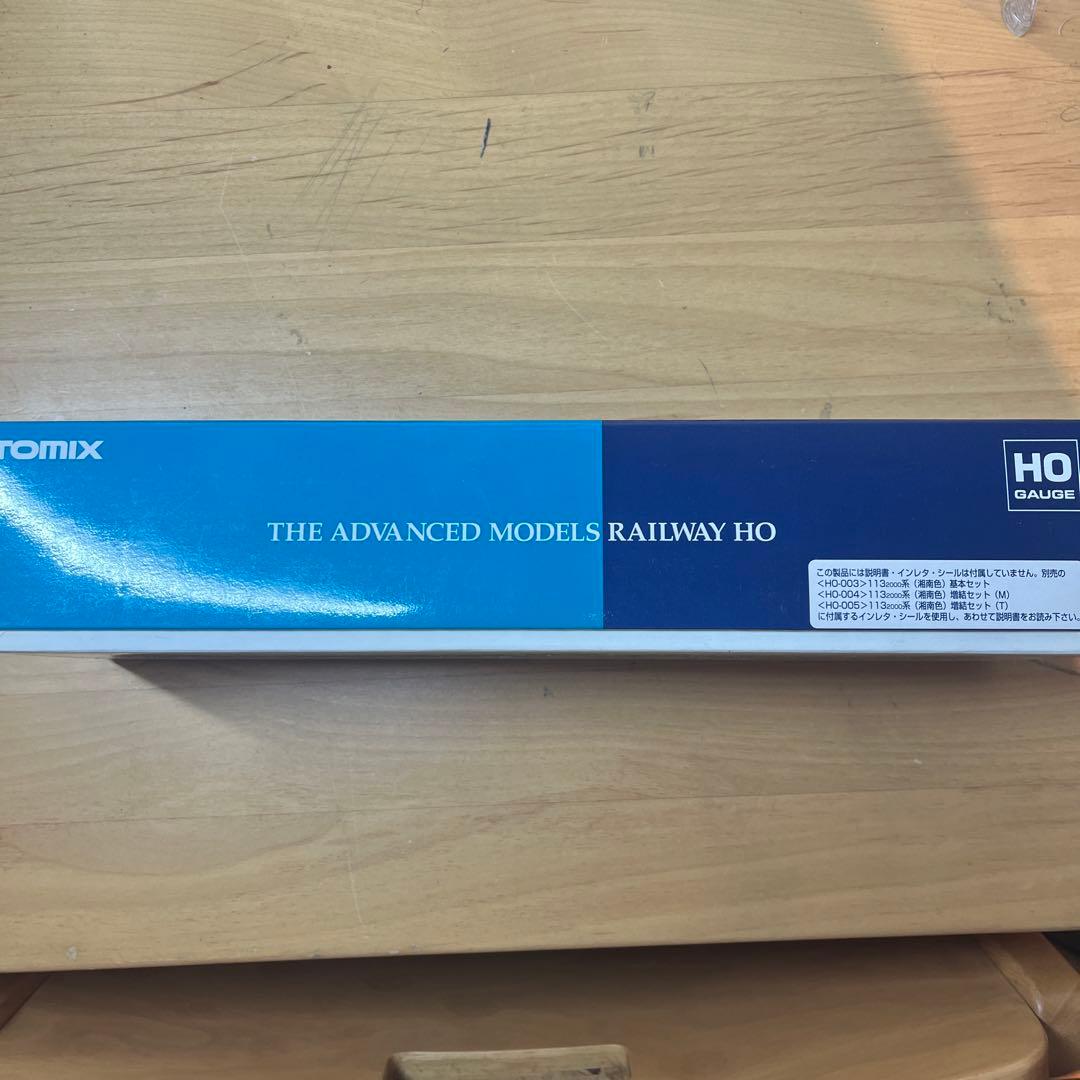 TOMIX
HO
GAUGE
THE ADVANCED MODELS RAILWAY HO
この製品には説明書・インレタ・シールは付属していません。別売の
<HO-003>1132000系（湘南色）基本セット
<HO-004>1132000系（湘南色）増結セット（M）
<HO-005>1132000系（湘南色）増結セット（T）
に付属するインレタ・シールを使用し、あわせて説明書をお読み下さい。